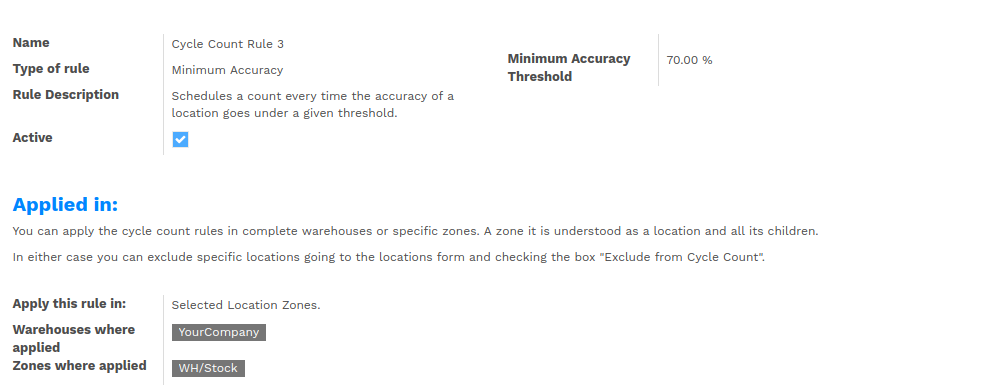 Name Cycle Count Rule 3
Type of rule Minimum Accuracy
Rule Description Schedules a count every time the accuracy of a
location goes under a given threshold.
Active
Minimum Accuracy 70.00 %
Threshold
Applied in:
You can apply the cycle count rules in complete warehouses or specific zones. A zone it is understood as a location and all its children.
In either case you can exclude specific locations going to the locations form and checking the box "Exclude from Cycle Count".
Apply this rule in: Selected Location Zones.
Warehouses where YourCompany
applied
Zones where applied WH/Stock